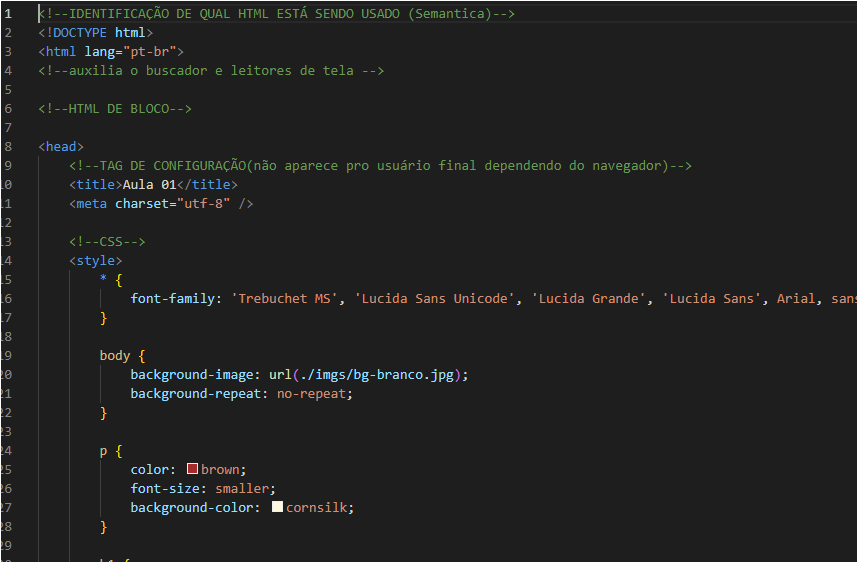 1 <!--IDENTIFICAÇÃO DE QUAL HTML ESTÁ SENDO USADO (Semantica)-->
2 <!DOCTYPE html>
3 <html lang="pt-br">
4 <!--auxilia o buscador e leitores de tela -->
5
6 <!--HTML DE BLOCO-->
7
8 <head>
9 <!--TAG DE CONFIGURAÇÃO(não aparece pro usuário final dependendo do navegador)-->
10 <title>Aula 01</title>
11 <meta charset="utf-8" />
12
13 <!--CSS-->
14 <style>
15 * {
16 font-family: 'Trebuchet MS', 'Lucida Sans Unicode', 'Lucida Grande', 'Lucida Sans', Arial, sans
17 }
18
19 body {
20 background-image: url(./imgs/bg-branco.jpg);
21 background-repeat: no-repeat;
22 }
23
24 p {
25 color: brown;
26 font-size: smaller;
27 background-color: cornsilk;
28 }
29